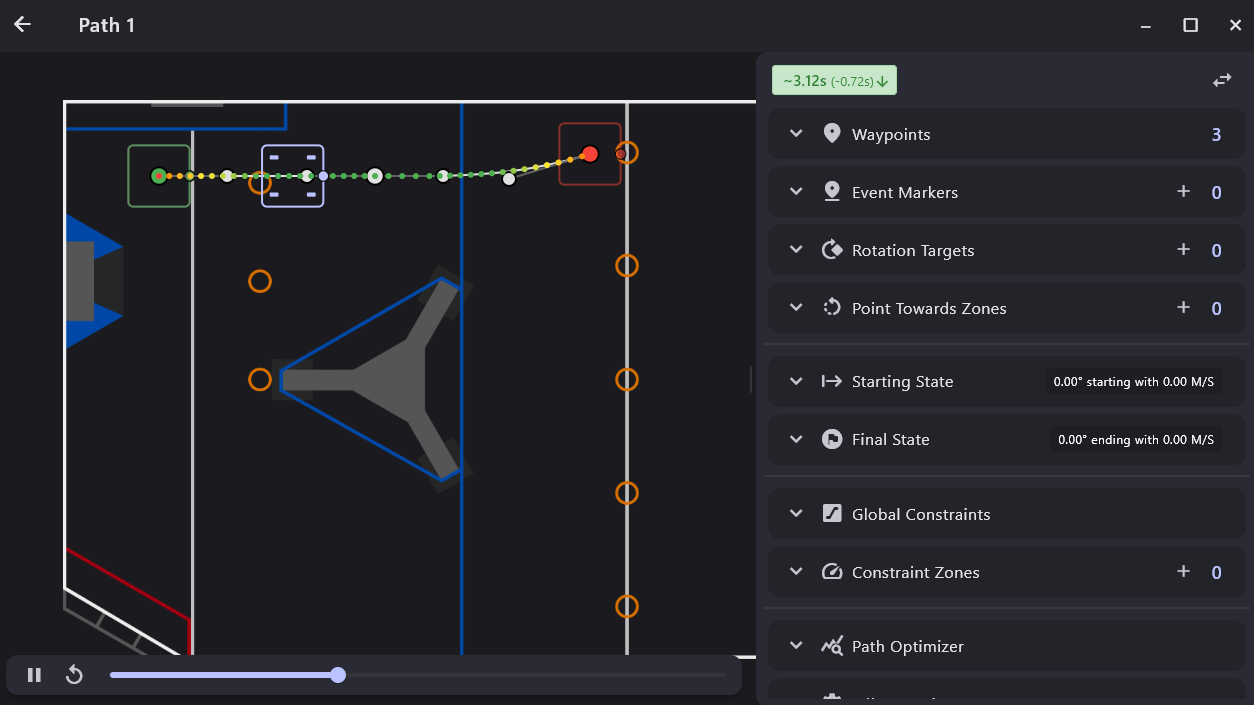 Path 1
~3.12s (-0.72s)
Waypoints 3
Event Markers + 0
Rotation Targets + 0
Point Towards Zones + 0
Starting State 0.00° starting with 0.00 M/S
Final State 0.00° ending with 0.00 M/S
Global Constraints
Constraint Zones + 0
Path Optimizer